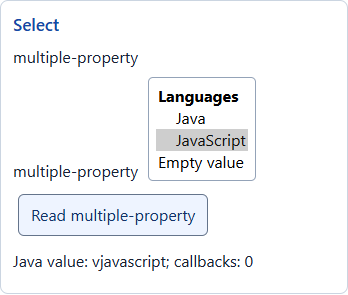 Select
multiple-property
Languages
Java
JavaScript
Empty value
multiple-property
Read multiple-property
Java value: vjavascript; callbacks: 0